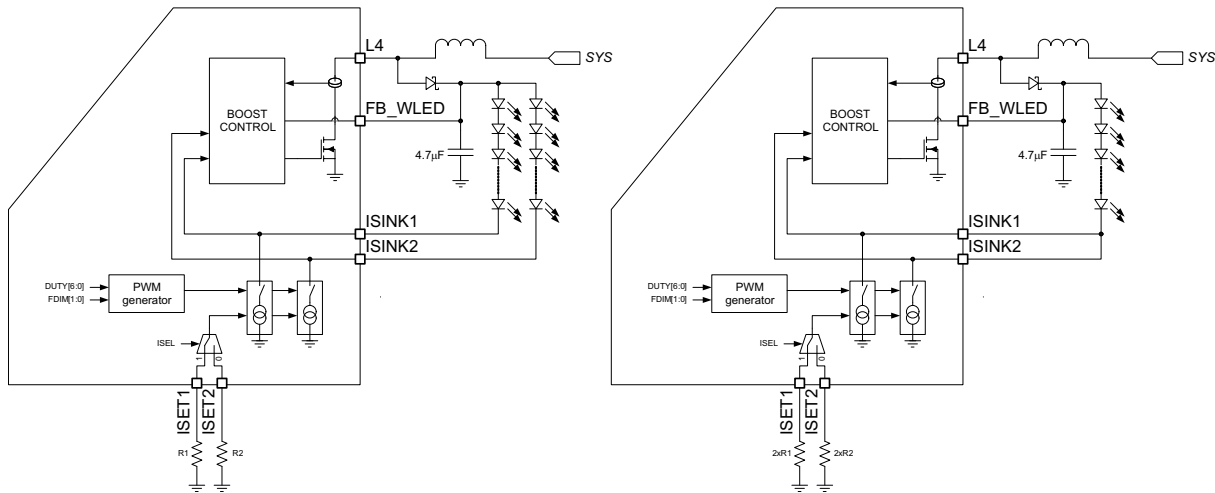 L4
SYS
BOOST
CONTROL
FB_WLED
4.7µF
ISINK1
ISINK2
DUTY[6:0]
FDIM[1:0]
PWM
generator
ISEL
1
0
ISET1
ISET2
R1
R2
L4
SYS
BOOST
CONTROL
FB_WLED
4.7µF
ISINK1
ISINK2
DUTY[6:0]
FDIM[1:0]
PWM
generator
ISEL
1
0
ISET1
ISET2
2xR1
2xR2